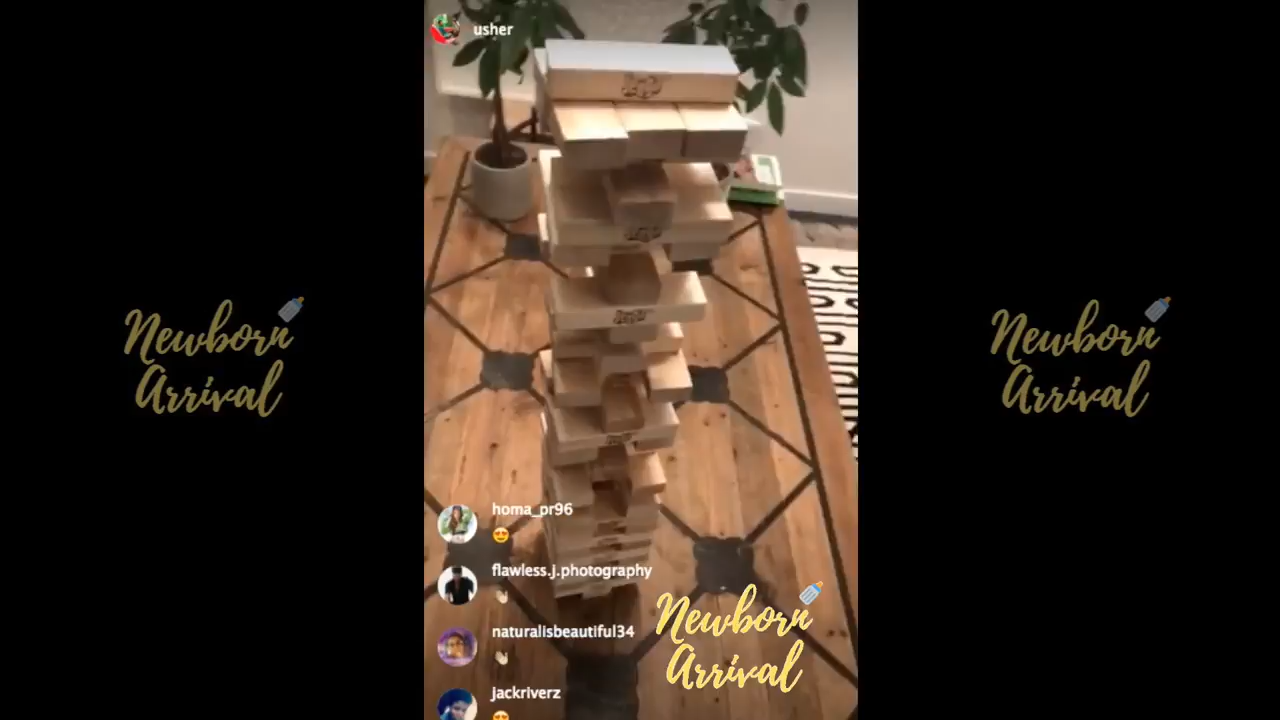 usher
Newborn
Arrival
Newborn
Arrival
homa_pr96
flawless.j.photography
naturalisbeautiful34
jackriverz
Newborn
Arrival